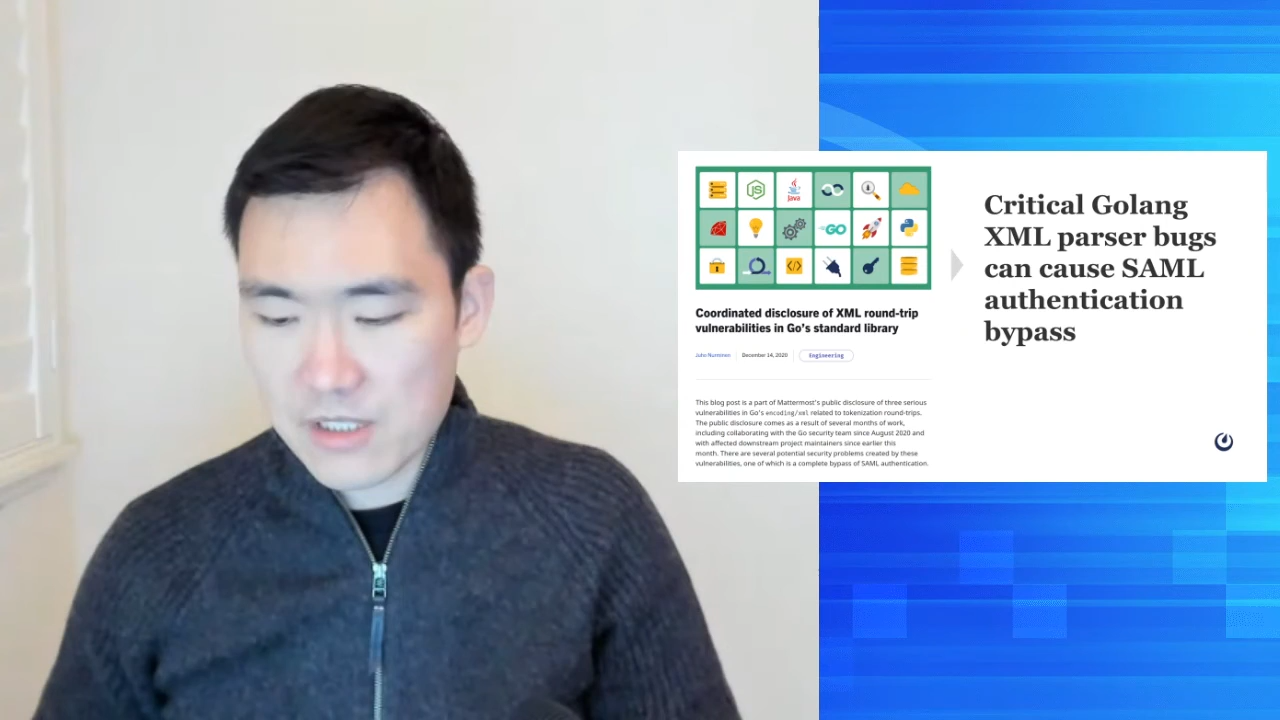 JS
Java
GO
Coordinated disclosure of XML round-trip
vulnerabilities in Go's standard library
Juho Nurminen
December 14, 2020
Engineering
This blog post is a part of Mattermost's public disclosure of three serious
vulnerabilities in Go's encoding/xml related to tokenization round-trips.
The public disclosure comes as a result of several months of work,
including collaborating with the Go security team since August 2020 and
with affected downstream project maintainers since earlier this
month. There are several potential security problems created by these
vulnerabilities, one of which is a complete bypass of SAML authentication.
Critical Golang
XML parser bugs
can cause SAML
authentication
bypass